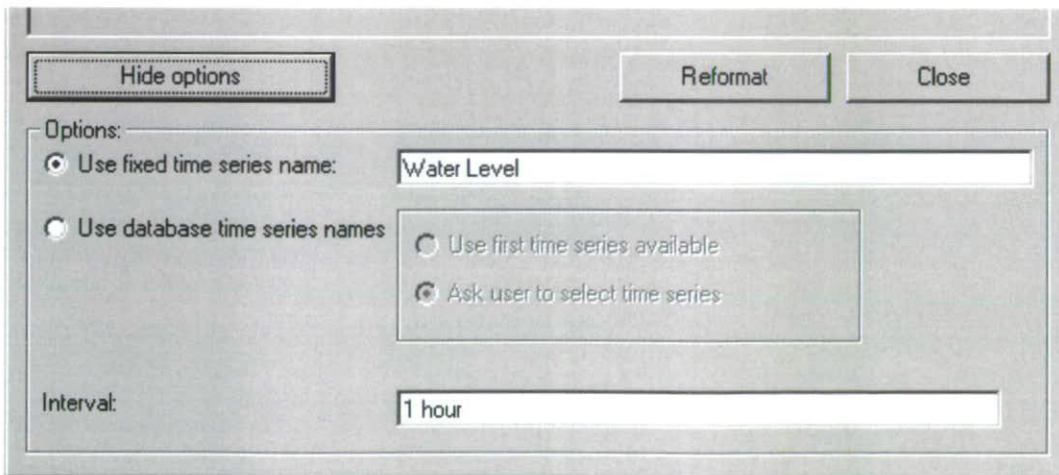 Hide options
Reformat
Close
Options:
Use fixed time series name:
Water Level
Use database time series names
Use first time series available
Ask user to select time series
Interval:
1 hour